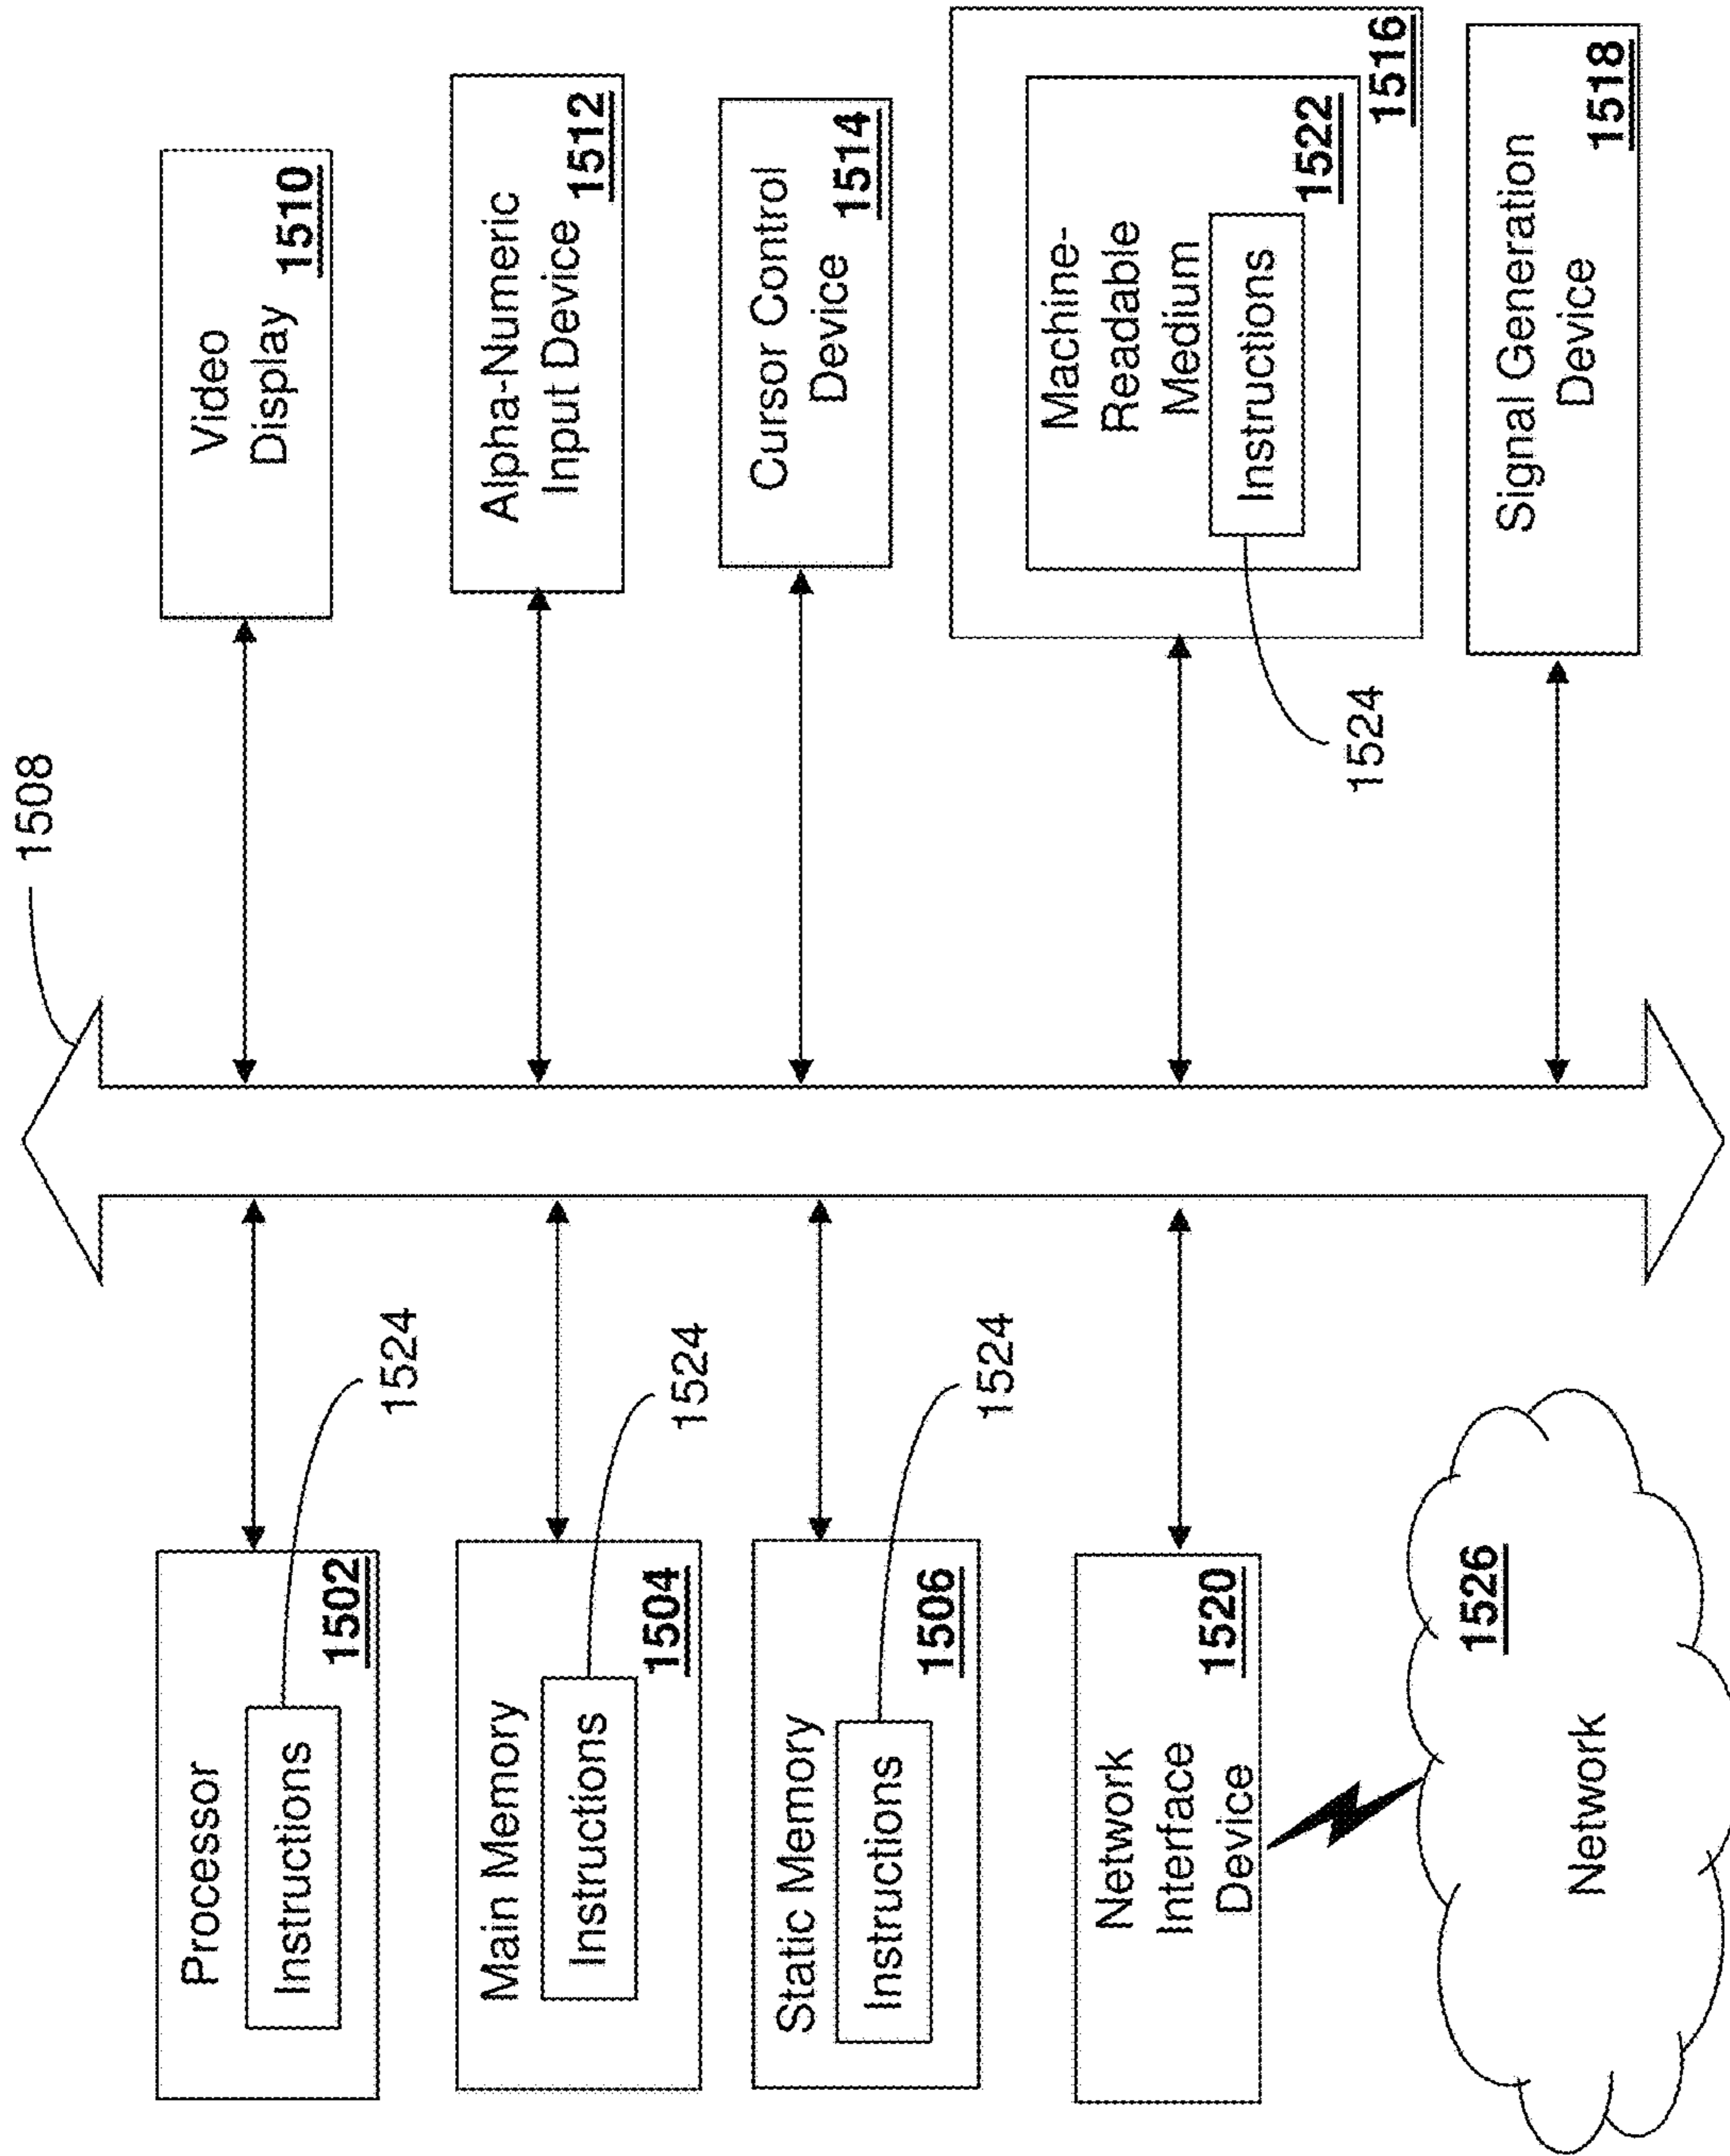 1508
Processor
Instructions
1502
1524
Main Memory
Instructions
1504
1524
Static Memory
Instructions
1506
1524
Network
Interface
Device
1520
1526
Network
Video
Display
1510
Alpha-Numeric
Input Device
1512
Cursor Control
Device
1514
Machine-
Readable
Medium
1522
Instructions
1516
1524
Signal Generation
Device
1518